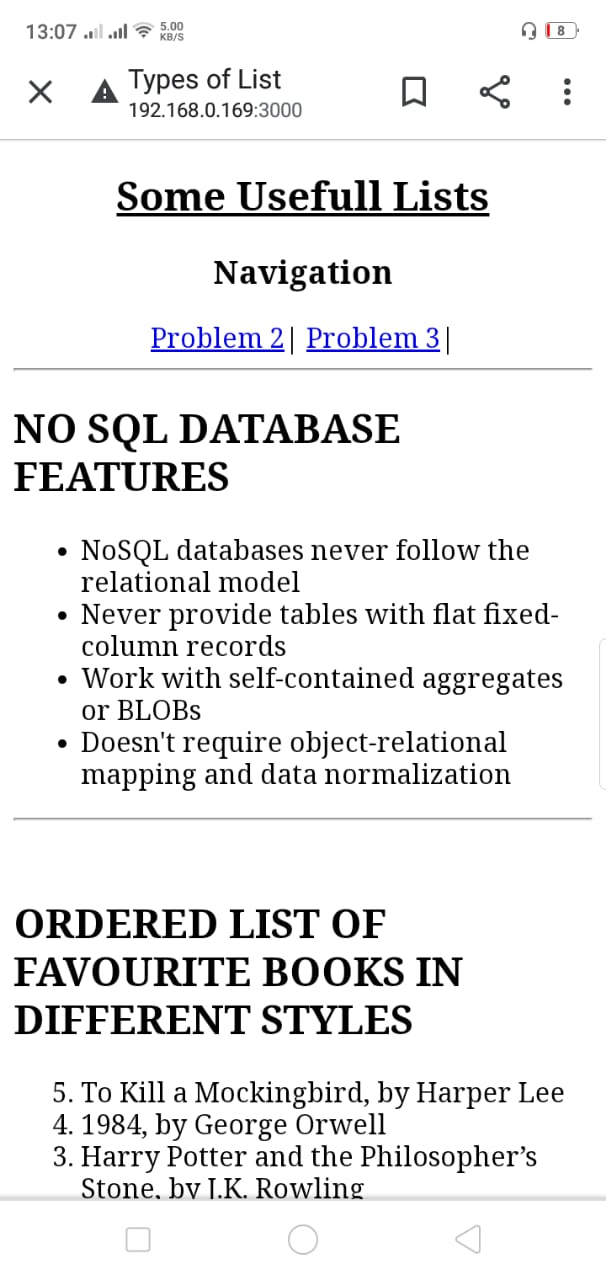 13:07 5.00 KB/S 8
Types of List
192.168.0.169:3000
Some Usefull Lists
Navigation
Problem 2| Problem 3|
NO SQL DATABASE
FEATURES
• NoSQL databases never follow the
relational model
• Never provide tables with flat fixed-
column records
• Work with self-contained aggregates
or BLOBs
• Doesn't require object-relational
mapping and data normalization
ORDERED LIST OF
FAVOURITE BOOKS IN
DIFFERENT STYLES
5. To Kill a Mockingbird, by Harper Lee
4. 1984, by George Orwell
3. Harry Potter and the Philosopher’s
Stone, by J.K. Rowling